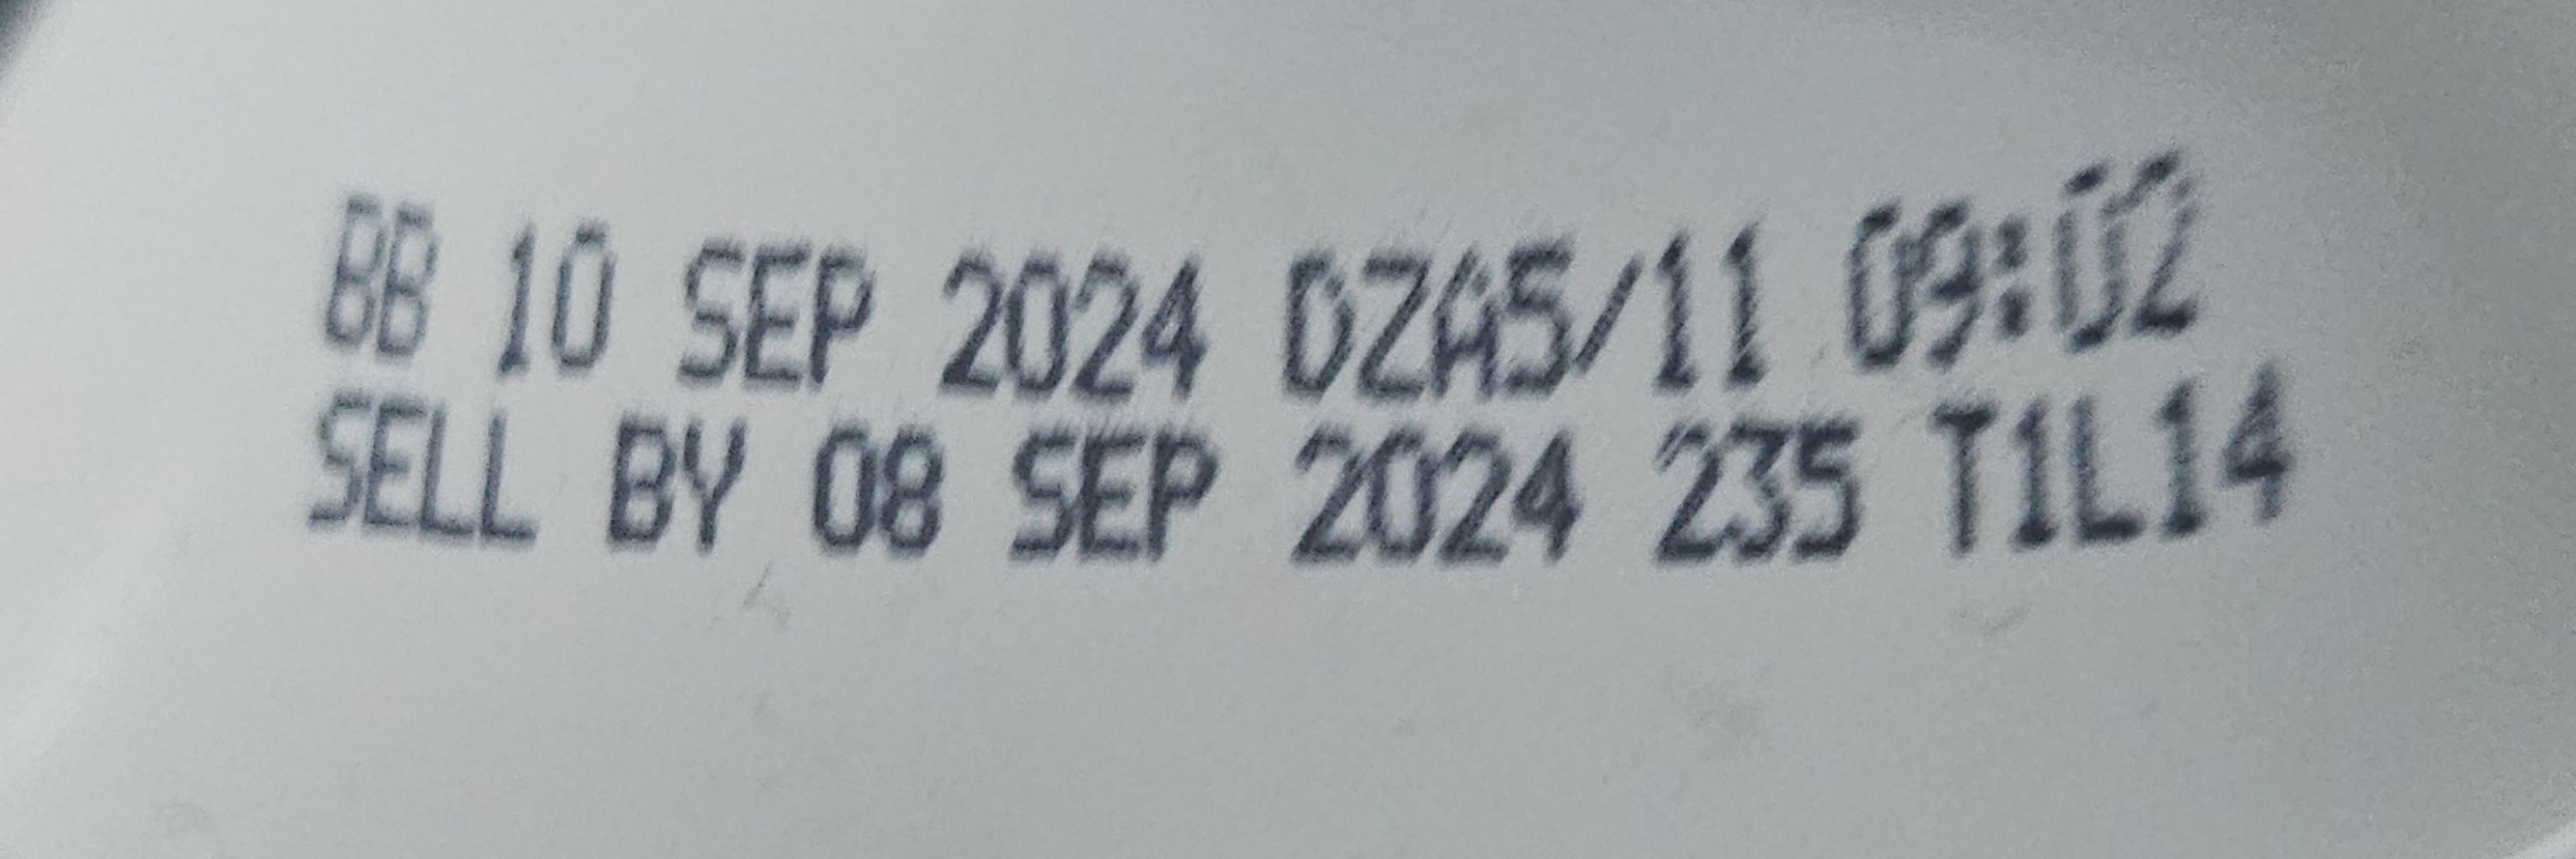 BB 10 SEP 2024 DZA5/11 09:02
SELL BY 08 SEP 2024 235 T1L14